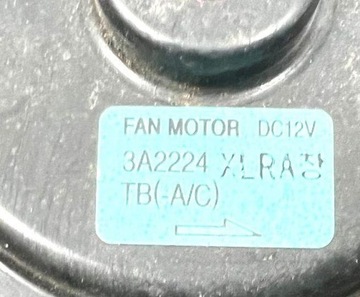 FAN MOTOR DC12V
3A2224 XLRA
TB(-A/C)